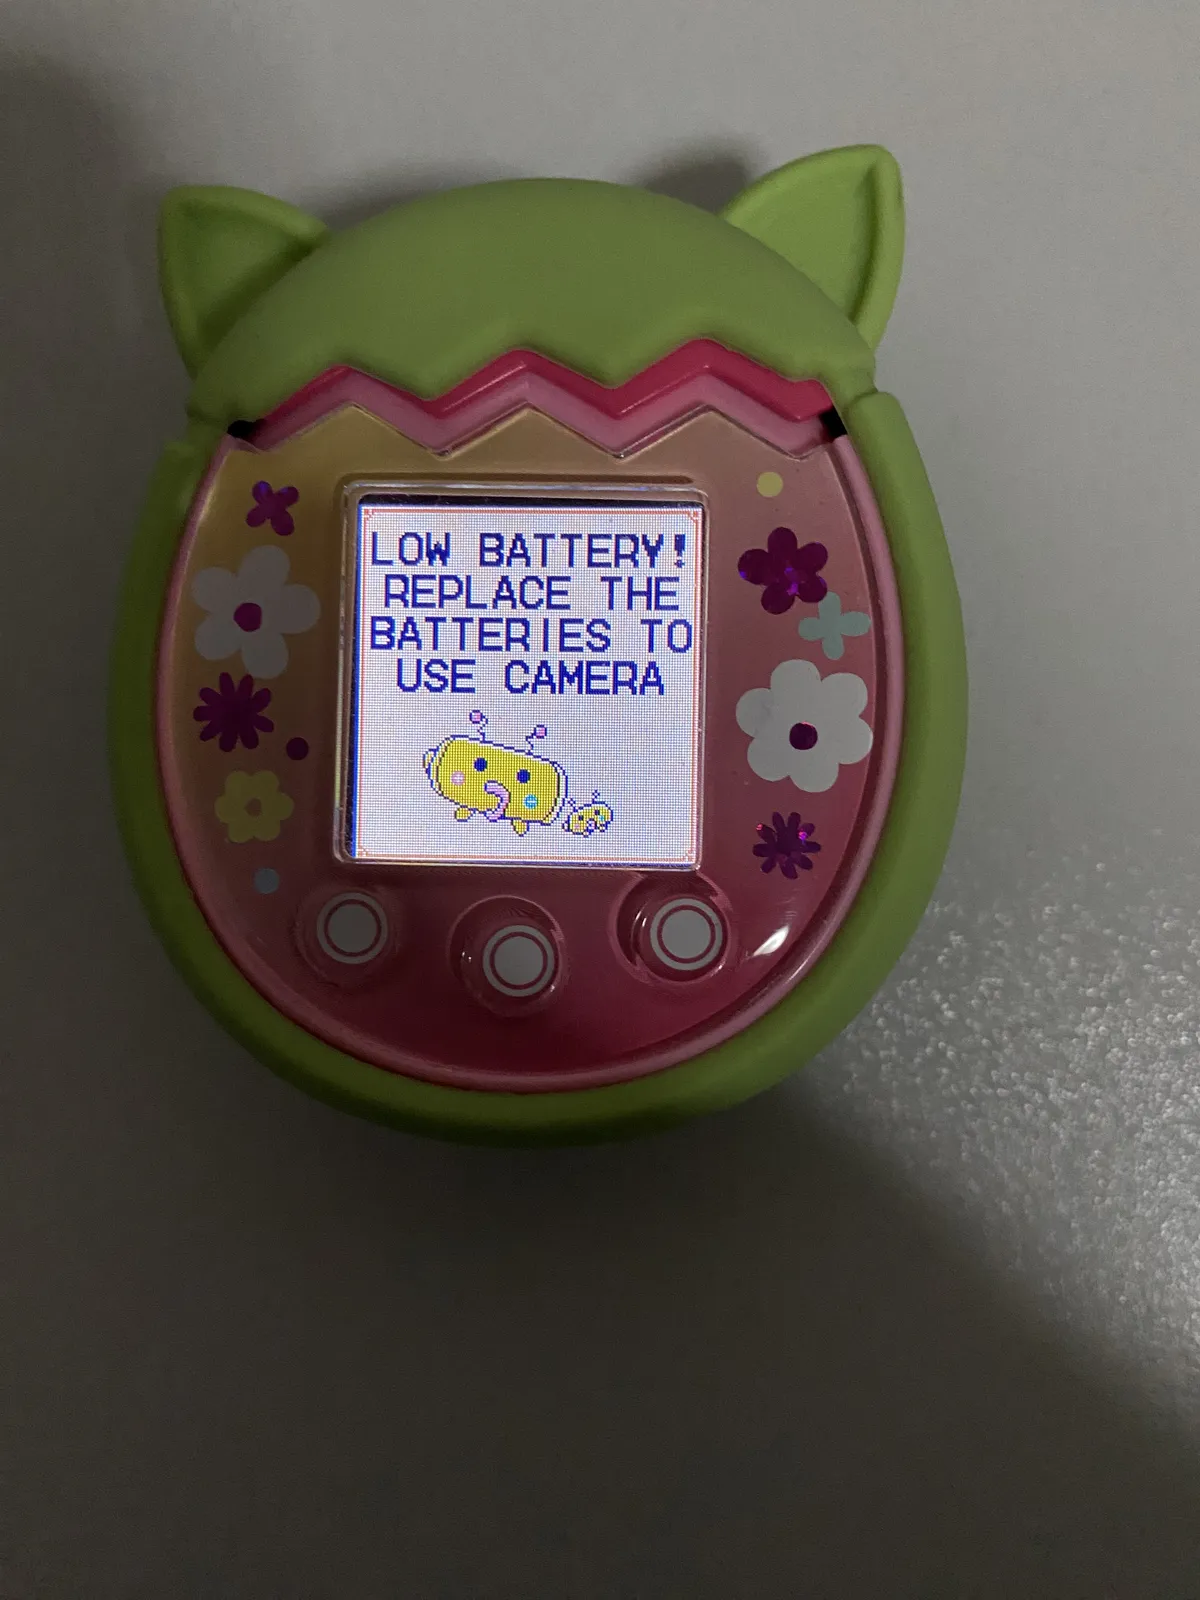 LOW BATTERY!
REPLACE THE
BATTERIES TO
USE CAMERA